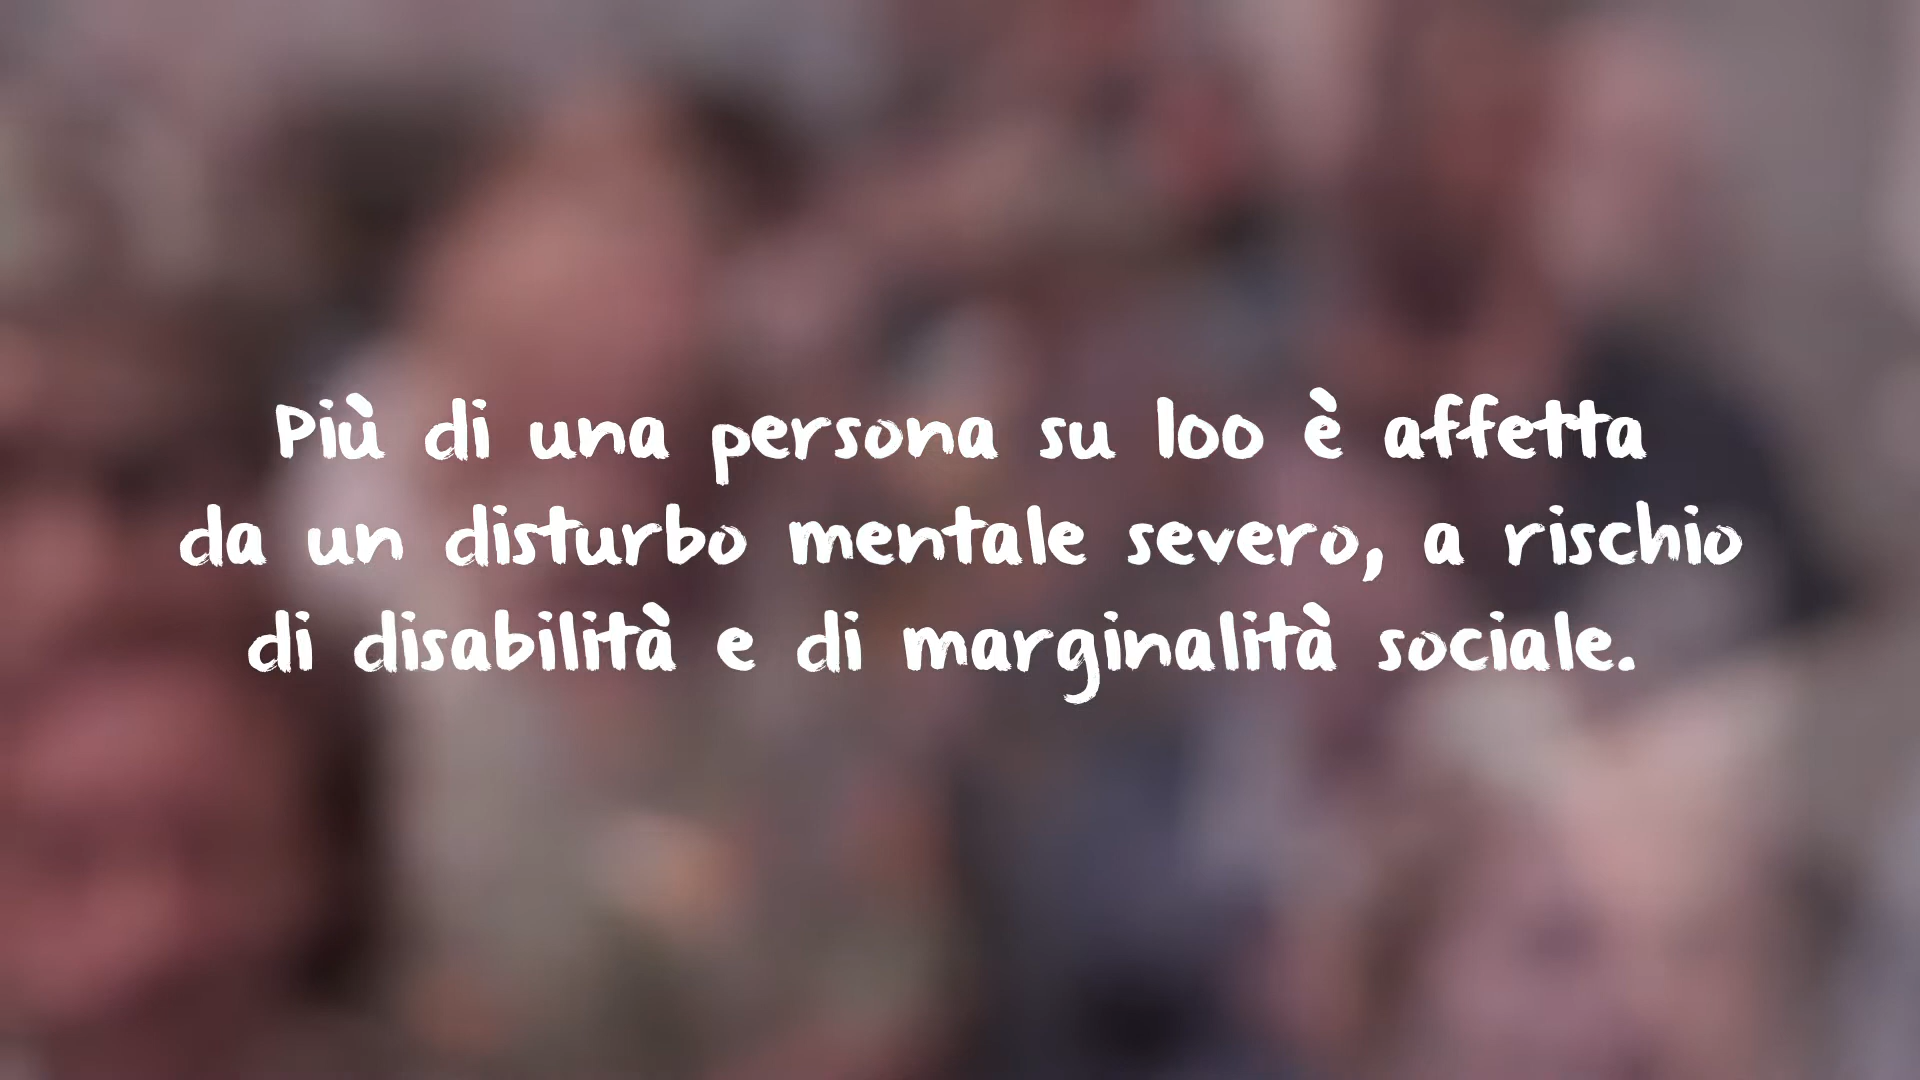 Più di una persona su 100 è affetta
da un disturbo mentale severo, a rischio
di disabilità e di marginalità sociale.